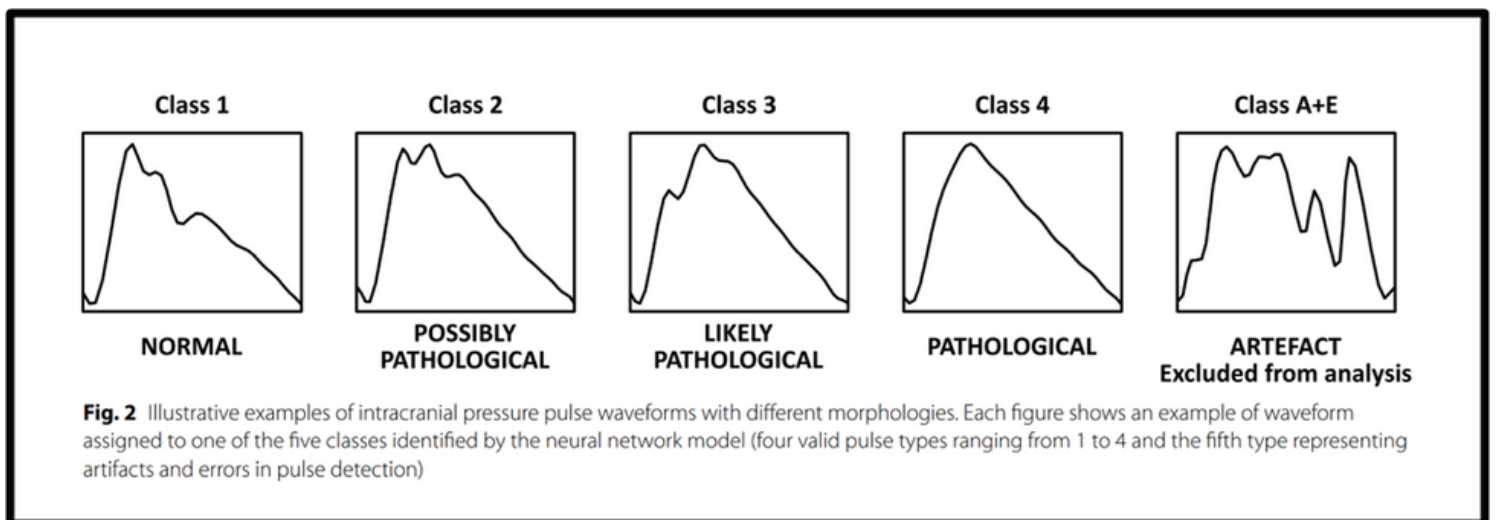 Class 1
Class 2
Class 3
Class 4
Class A+E
NORMAL
POSSIBLY
PATHOLOGICAL
LIKELY
PATHOLOGICAL
PATHOLOGICAL
ARTEFACT
Excluded from analysis
Fig. 2 Illustrative examples of intracranial pressure pulse waveforms with different morphologies. Each figure shows an example of waveform
assigned to one of the five classes identified by the neural network model (four valid pulse types ranging from 1 to 4 and the fifth type representing
artifacts and errors in pulse detection)